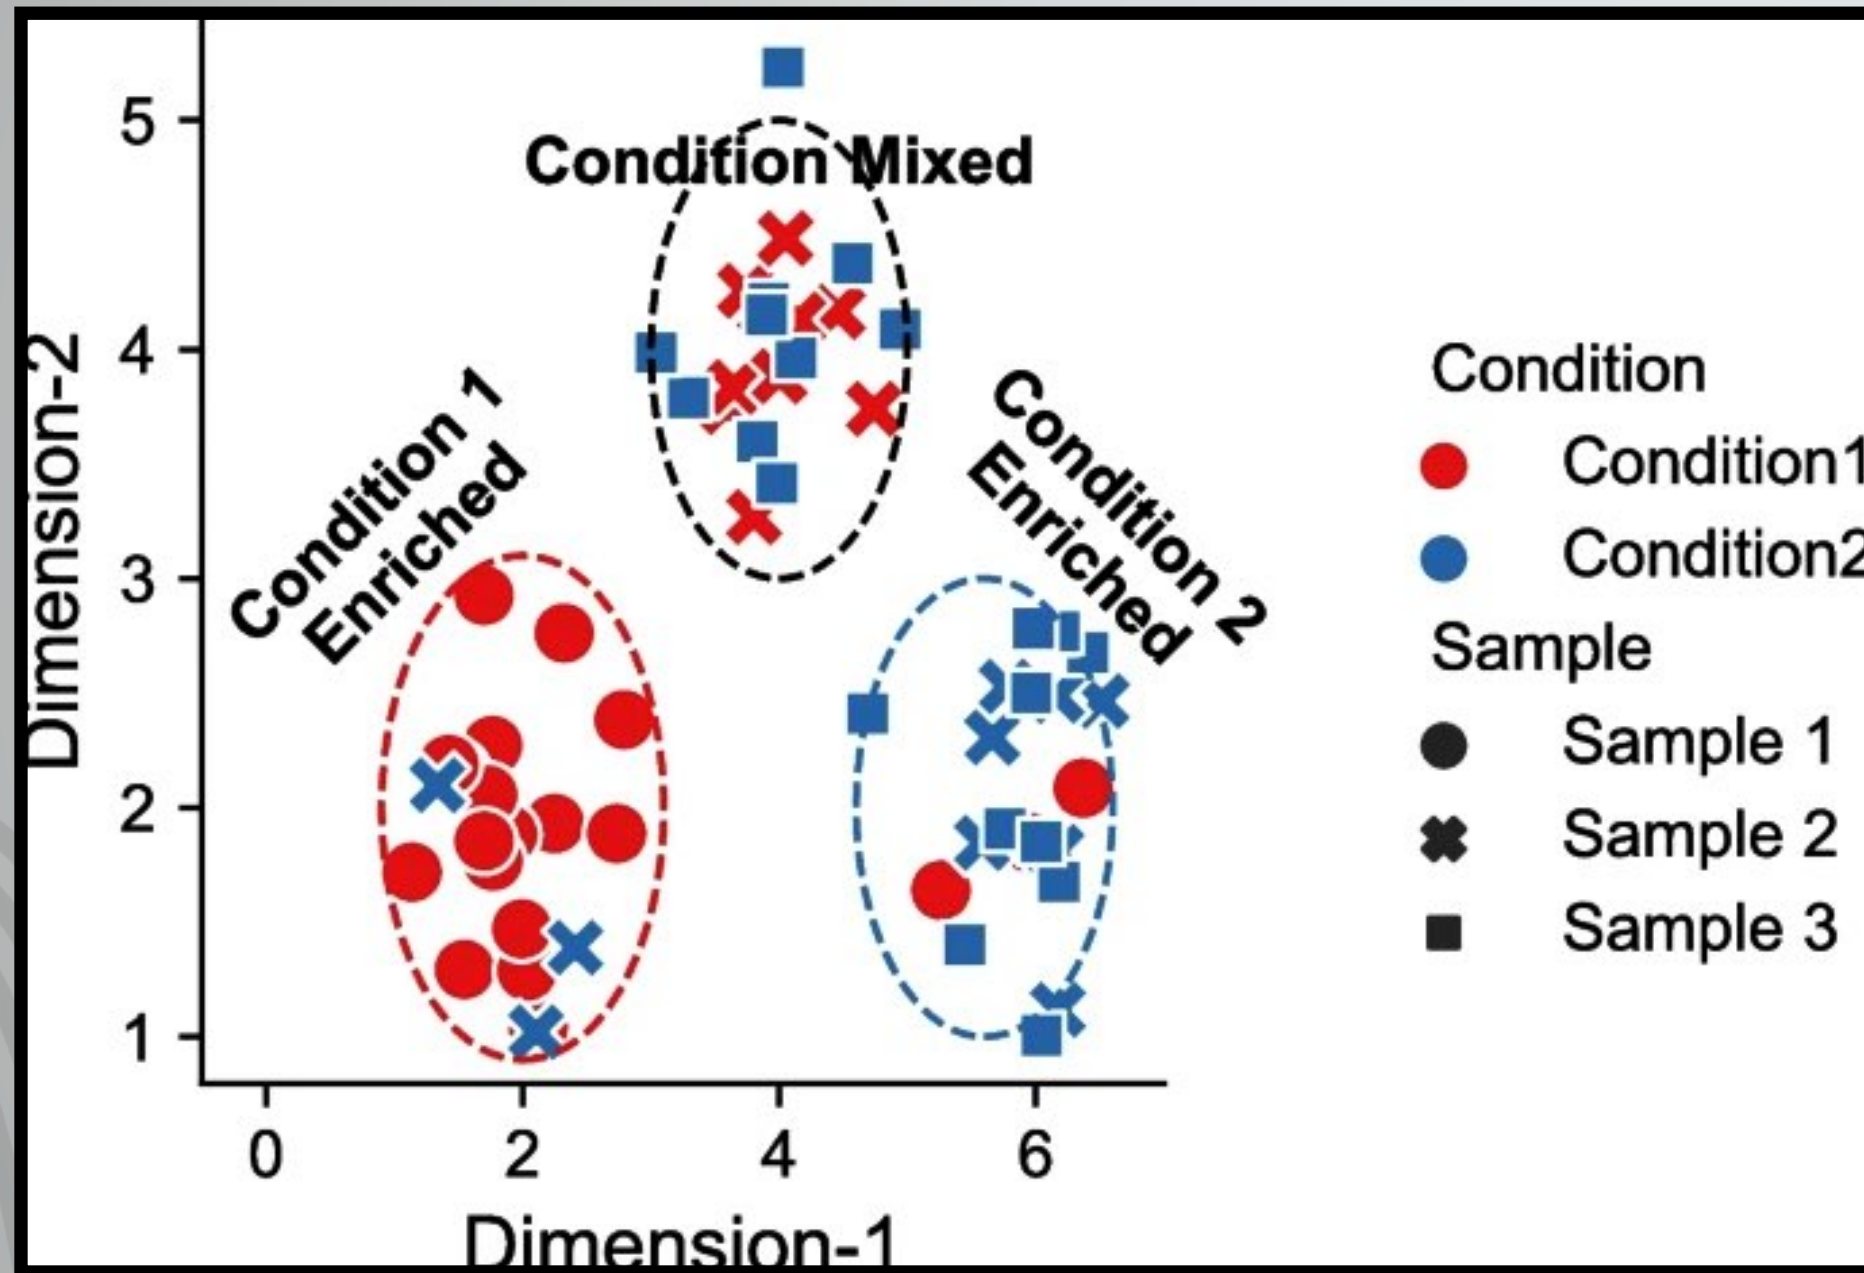 5
4
3
2
1
Dimension-2
Condition Mixed
Condition 1
Enriched
Condition 2
Enriched
0 2 4 6
Dimension-1
Condition
Condition1
Condition2
Sample
Sample 1
Sample 2
Sample 3